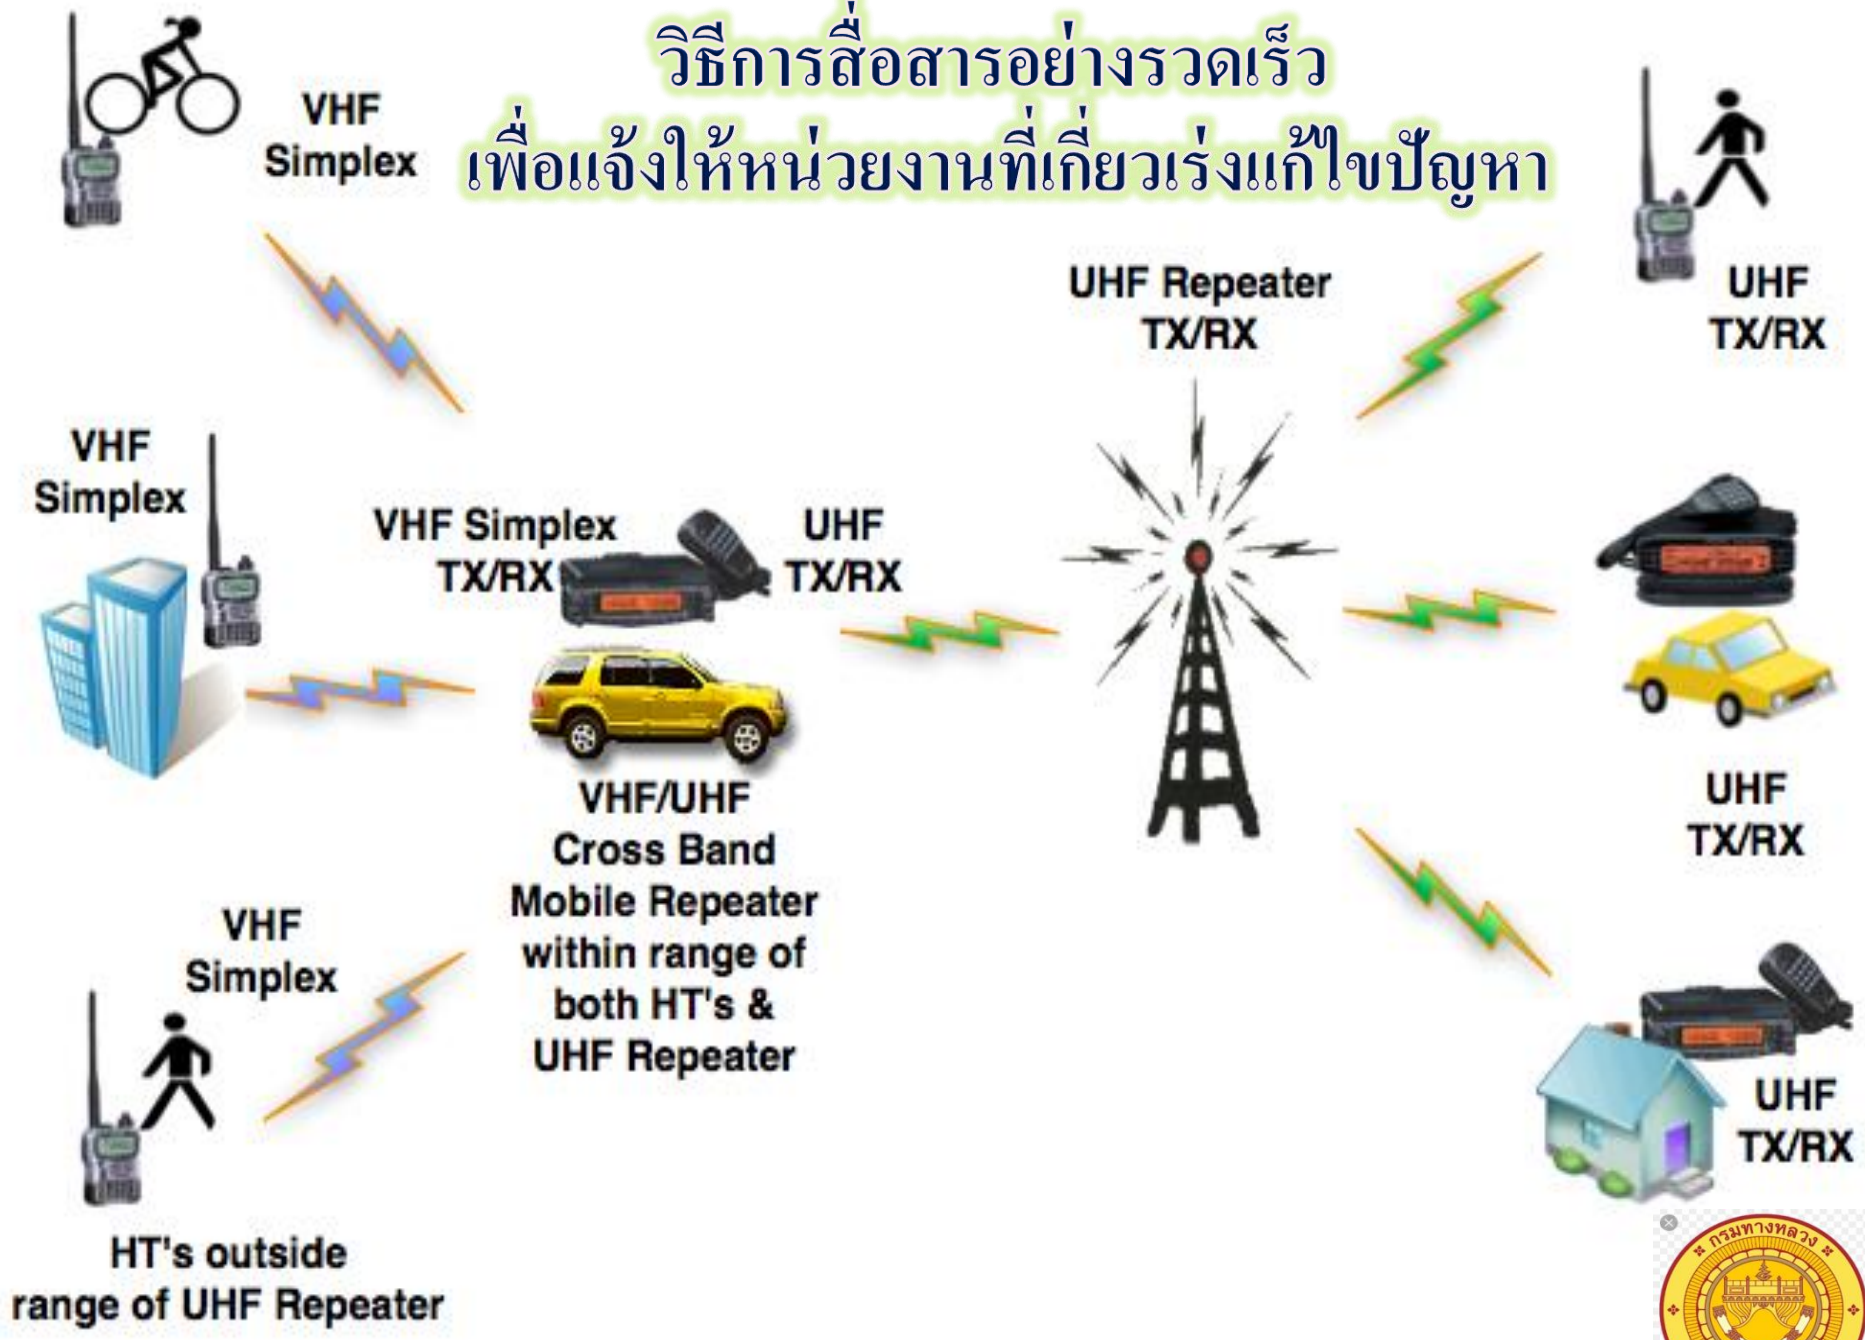 วิธีการสื่อสารอย่างรวดเร็ว
เพื่อแจ้งให้หน่วยงานที่เกี่ยวเร่งแก้ไขปัญหา
VHF
Simplex
UHF Repeater
TX/RX
UHF
TX/RX
VHF
Simplex
VHF Simplex
TX/RX
UHF
TX/RX
UHF
TX/RX
VHF/UHF
Cross Band
Mobile Repeater
within range of
both HT's &
UHF Repeater
VHF
Simplex
UHF
TX/RX
HT's outside
range of UHF Repeater
กรมทางหลวง